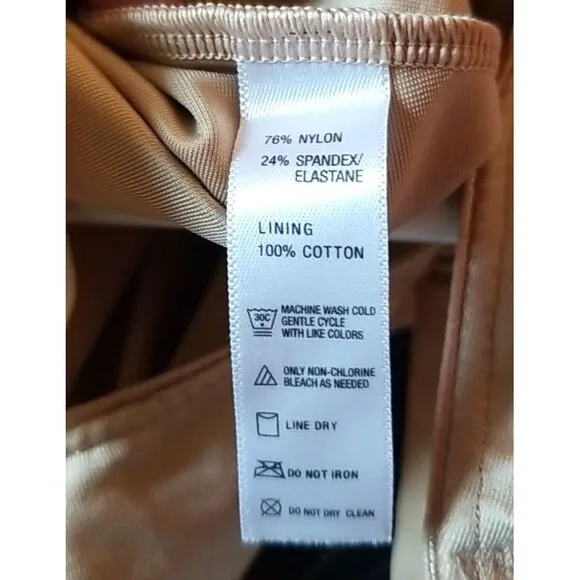 76% NYLON
24% SPANDEX/
ELASTANE
LINING
100% COTTON
30C
MACHINE WASH COLD
GENTLE CYCLE
WITH LIKE COLORS
ONLY NON-CHLORINE
BLEACH AS NEEDED
LINE DRY
DO NOT IRON
DO NOT DRY CLEAN